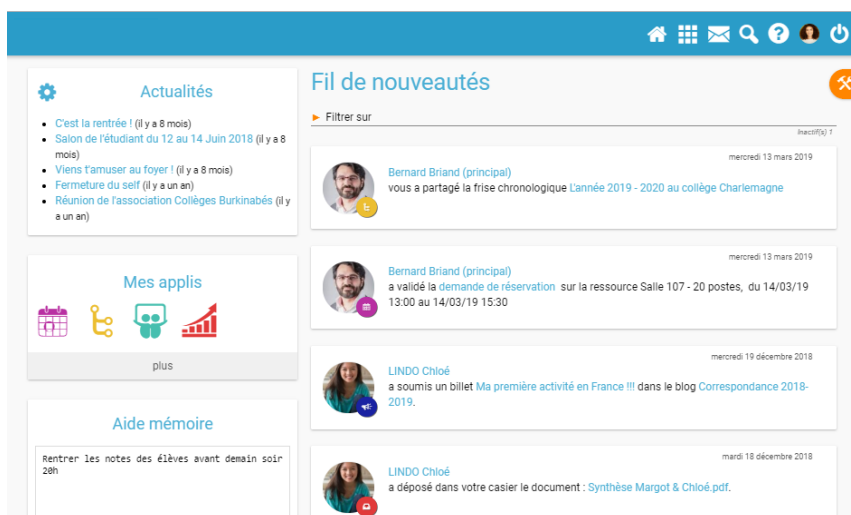 Actualités
C'est la rentrée ! (il y a 8 mois)
Salon de l'étudiant du 12 au 14 Juin 2018 (il y a 8
mois)
Viens t'amuser au foyer ! (il y a 8 mois)
Fermeture du self (il y a un an)
Réunion de l'association Collèges Burkinabés (il y
a un an)
Mes applis
plus
Aide mémoire
Rentrer les notes des élèves avant demain soir
20h
Fil de nouveautés
► Filtrer sur
Inactif(s) 1
mercredi 13 mars 2019
Bernard Briand (principal)
vous a partagé la frise chronologique L'année 2019 - 2020 au collège Charlemagne
mercredi 13 mars 2019
Bernard Briand (principal)
a validé la demande de réservation sur la ressource Salle 107 - 20 postes, du 14/03/19
13:00 au 14/03/19 15:30
mercredi 19 décembre 2018
LINDO Chloé
a soumis un billet Ma première activité en France !!! dans le blog Correspondance 2018-
2019.
mardi 18 décembre 2018
LINDO Chloé
a déposé dans votre casier le document : Synthèse Margot & Chloé.pdf.